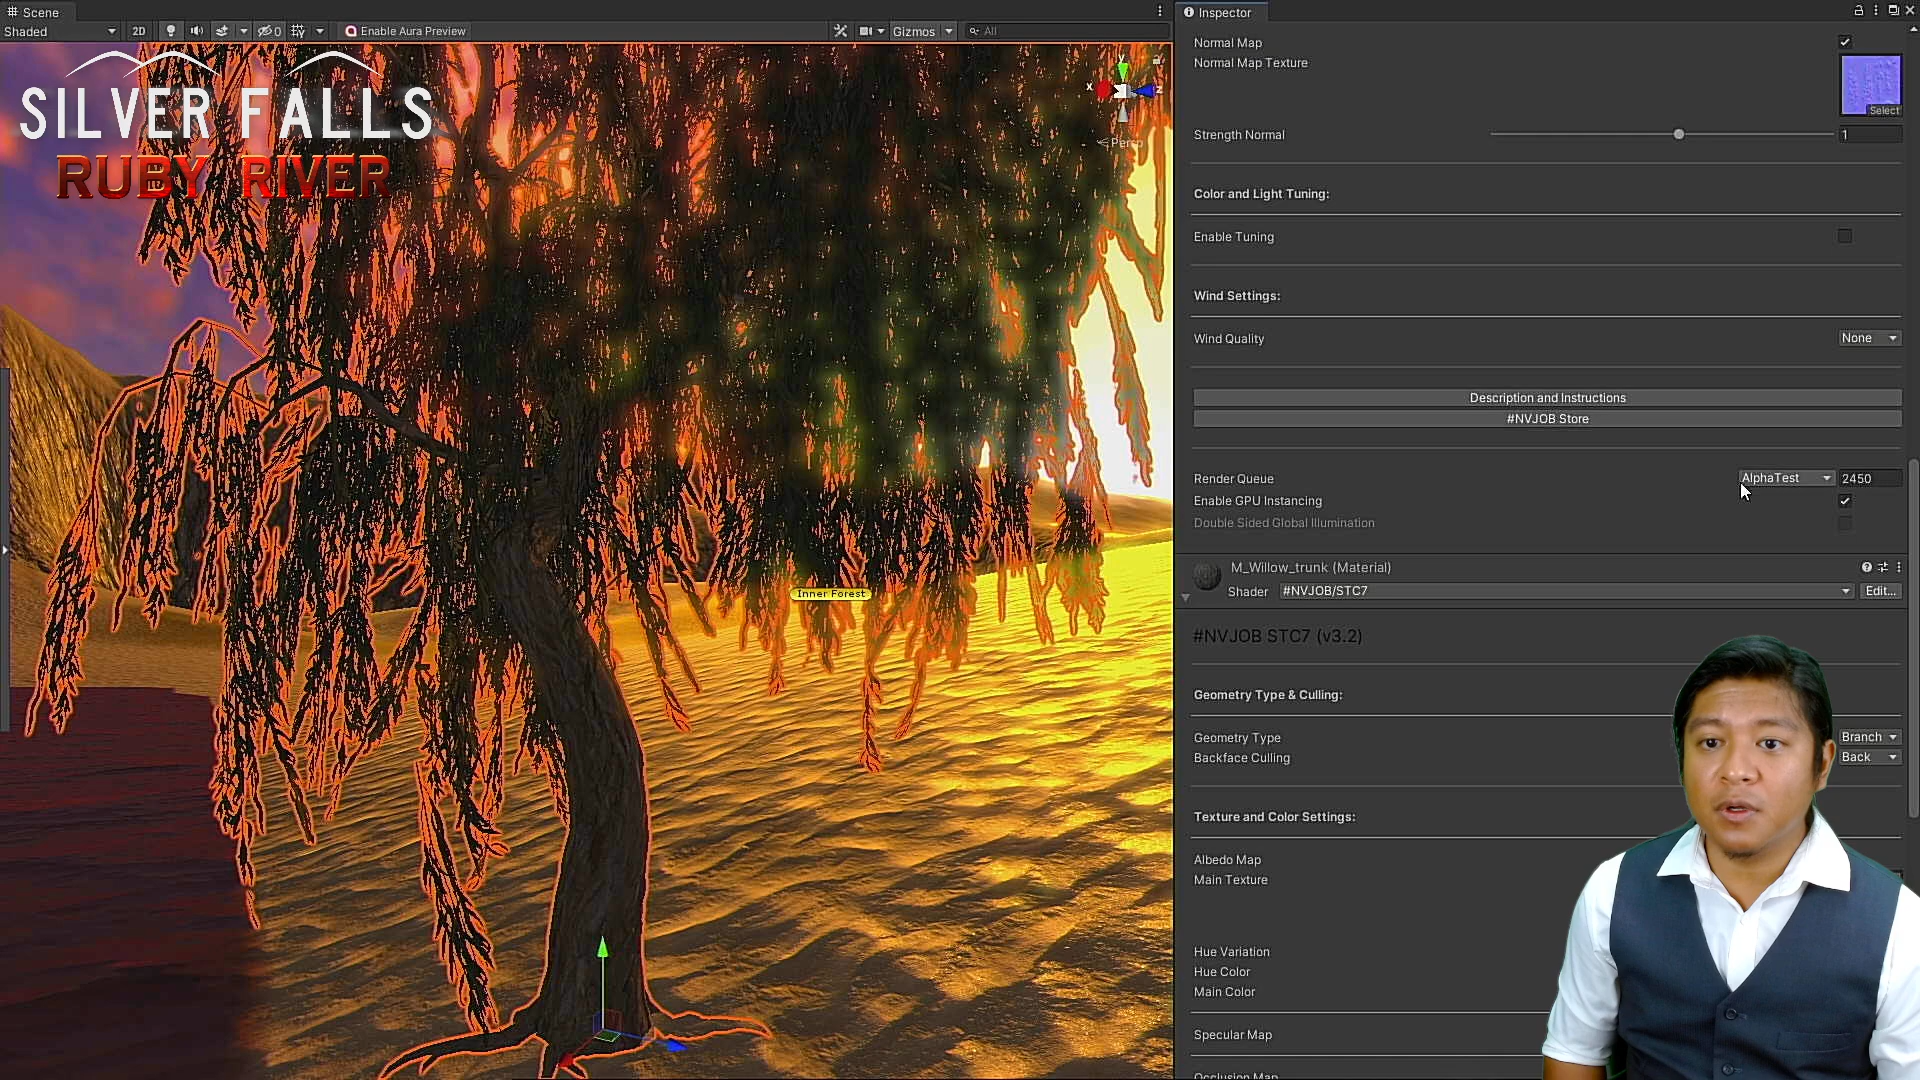 Scene
Shaded
2D
0
Enable Aura Preview
Gizmos
All
SILVER FALLS
RUBY RIVER
y
x
z
Persp
Inner Forest
Inspector
Normal Map
Normal Map Texture
Select
Strength Normal
1
Color and Light Tuning:
Enable Tuning
Wind Settings:
Wind Quality
None
Description and Instructions
#NVJOB Store
Render Queue
AlphaTest
2450
Enable GPU Instancing
Double Sided Global Illumination
M_Willow_trunk (Material)
Shader
#NVJOB/STC7
Edit...
#NVJOB STC7 (v3.2)
Geometry Type & Culling:
Geometry Type
Branch
Backface Culling
Back
Texture and Color Settings:
Albedo Map
Main Texture
Hue Variation
Hue Color
Main Color
Specular Map
Occlusion Map